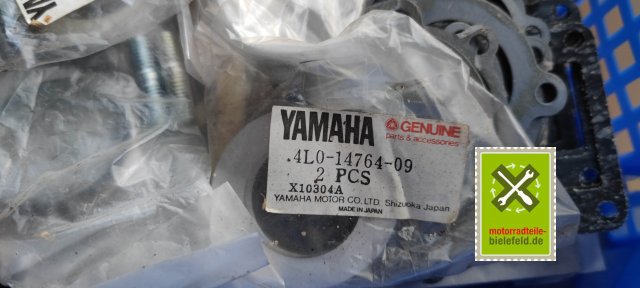 YAMAHA
GENUINE
parts & accessories
.4L0-14764-09
2 PCS
X10304A
YAMAHA MOTOR CO., LTD. Shizuoka Japan
MADE IN JAPAN
motorradteile-
bielefeld.de